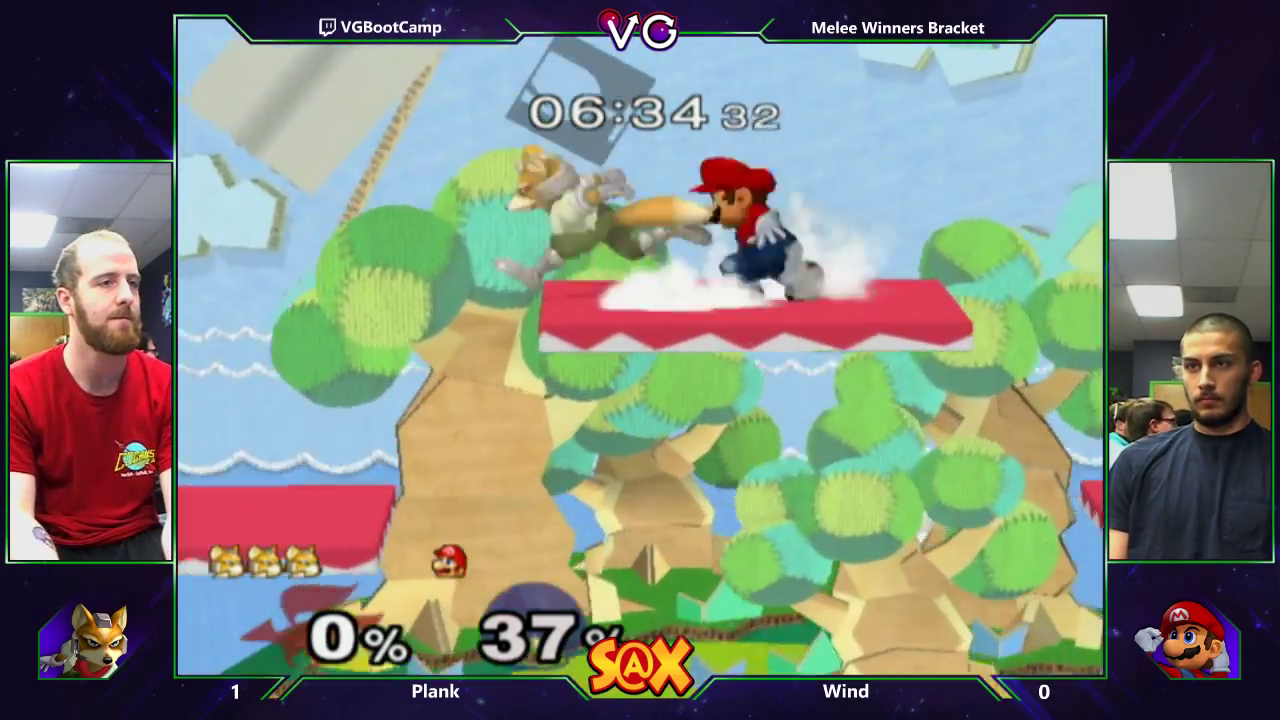 VGBootCamp
VG
Melee Winners Bracket
06:34 32
0%
37%
S@X
1
Plank
Wind
0